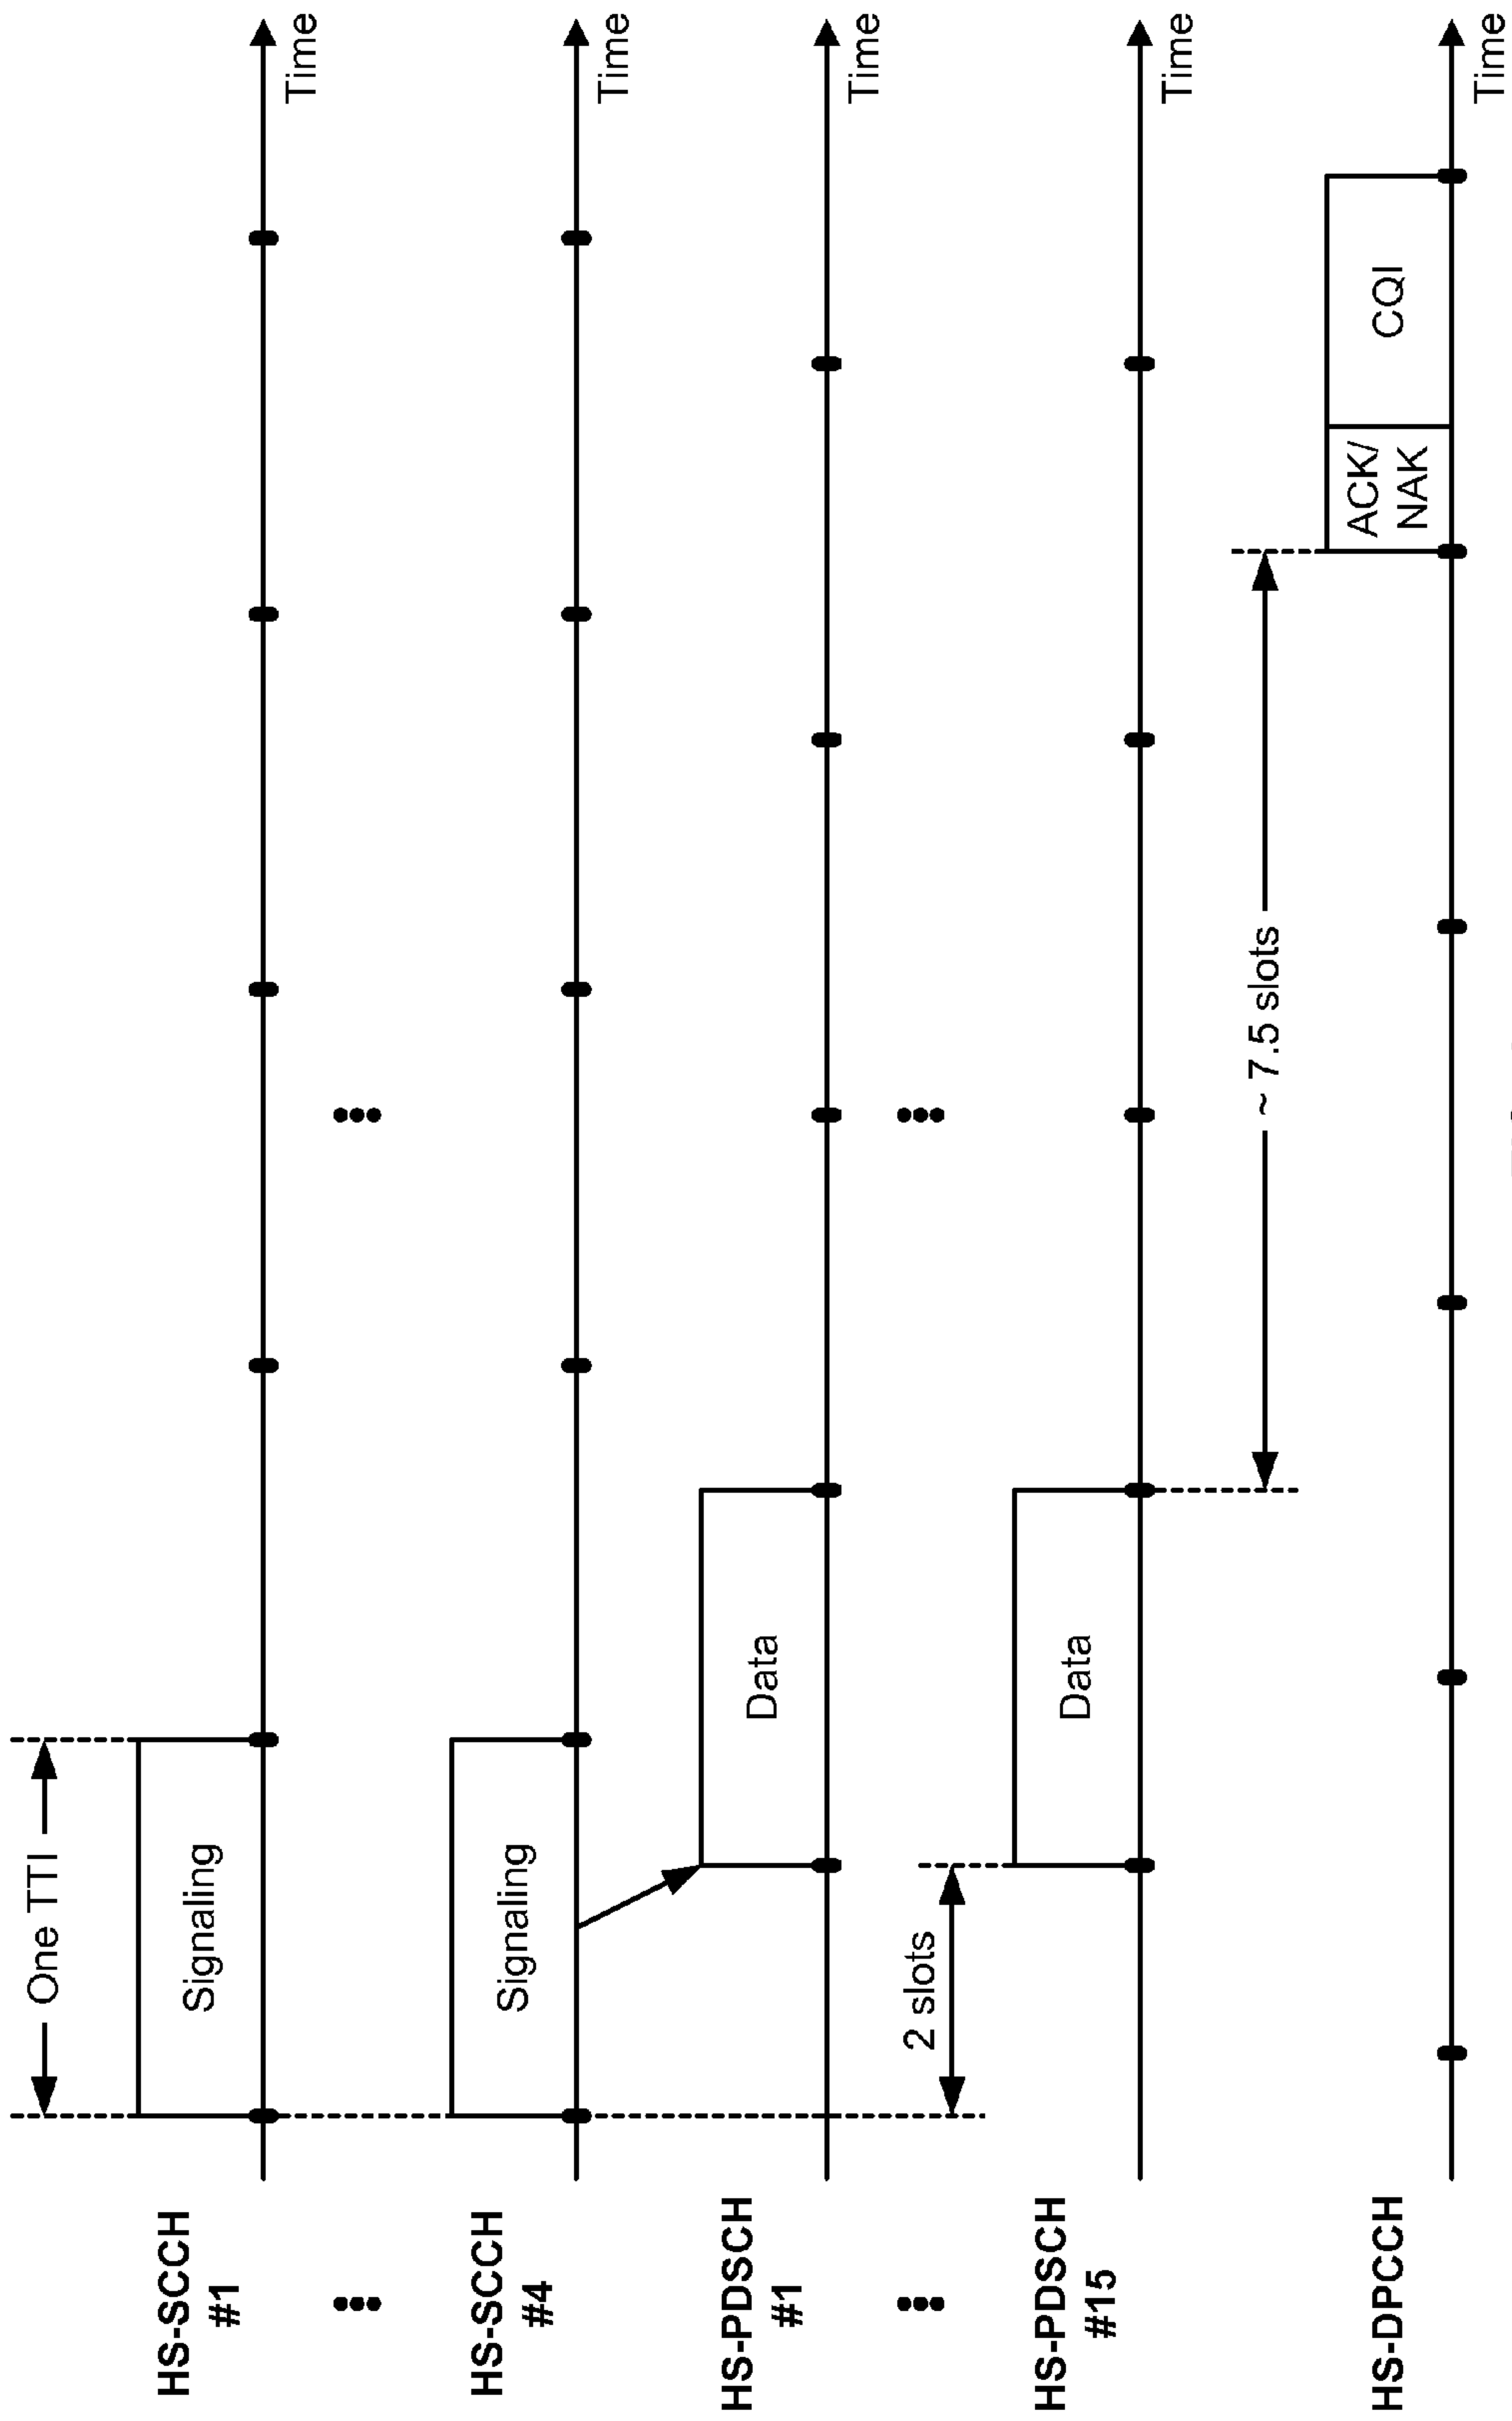 One TTI
HS-SCCH
#1
Signaling
Time
HS-SCCH
#4
Signaling
Time
HS-PDSCH
#1
Data
Time
2 slots
HS-PDSCH
#15
Data
Time
~ 7.5 slots
HS-DPCCH
ACK/
NAK
CQI
Time